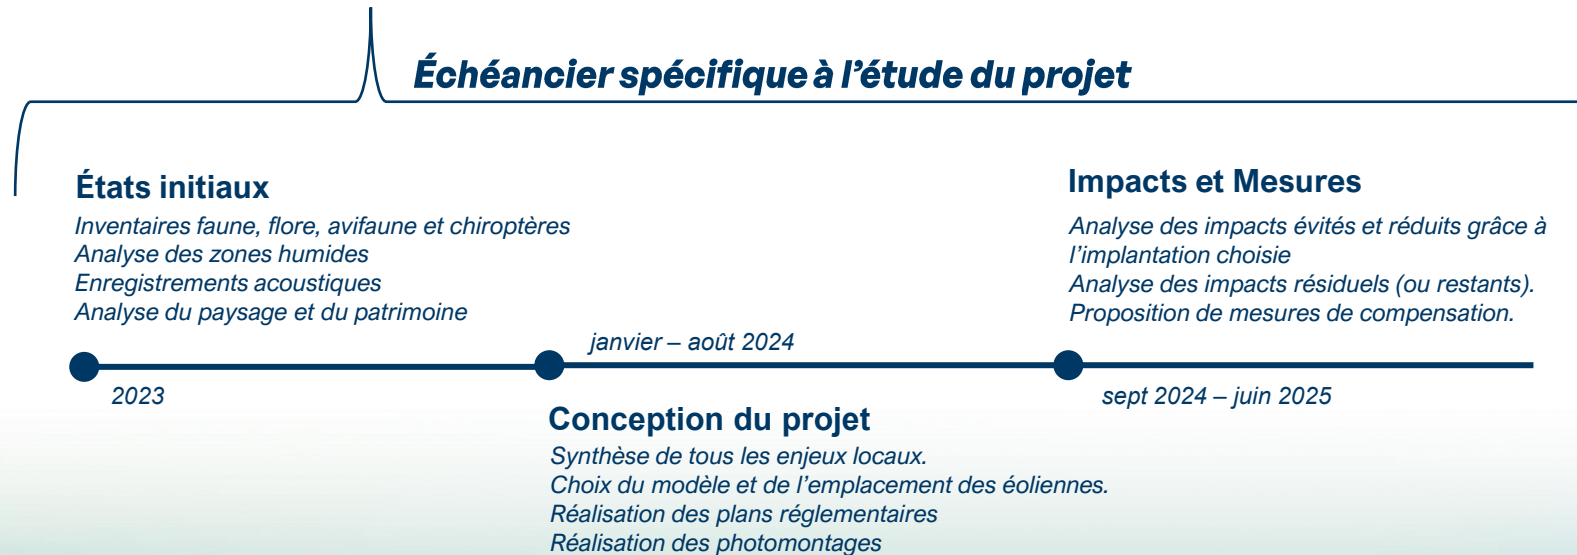 Échéancier spécifique à l'étude du projet
États initiaux
Inventaires faune, flore, avifaune et chiroptères
Analyse des zones humides
Enregistrements acoustiques
Analyse du paysage et du patrimoine
2023
janvier – août 2024
Conception du projet
Synthèse de tous les enjeux locaux.
Choix du modèle et de l'emplacement des éoliennes.
Réalisation des plans réglementaires
Réalisation des photomontages
Impacts et Mesures
Analyse des impacts évités et réduits grâce à
l'implantation choisie
Analyse des impacts résiduels (ou restants).
Proposition de mesures de compensation.
sept 2024 – juin 2025